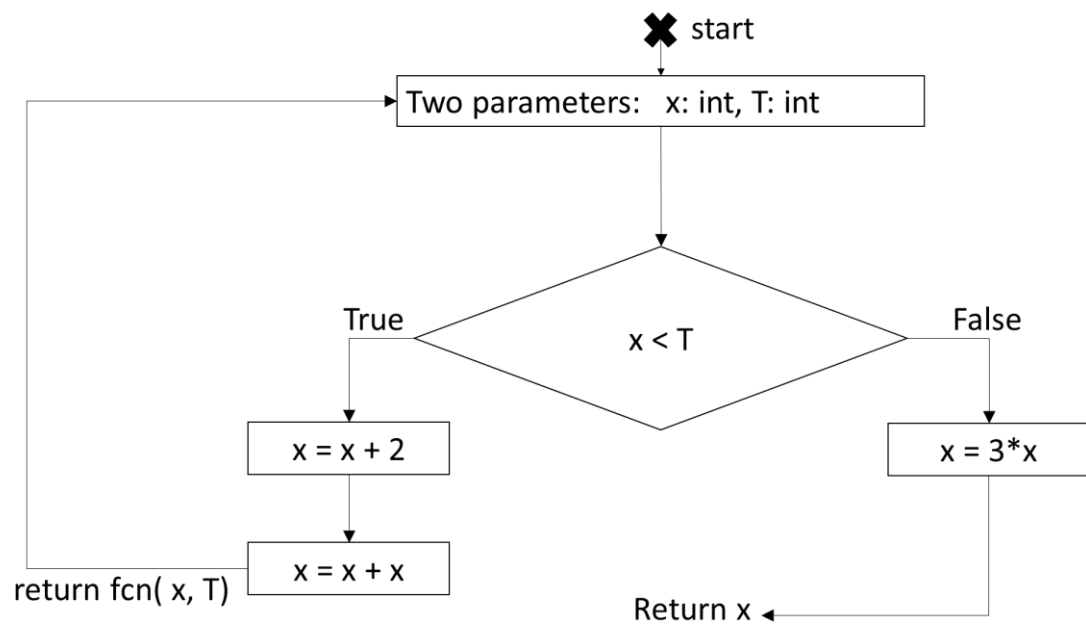 start
Two parameters:   x: int, T: int
x < T
True
False
x = x + 2
x = 3*x
x = x + x
return fcn( x, T)
Return x